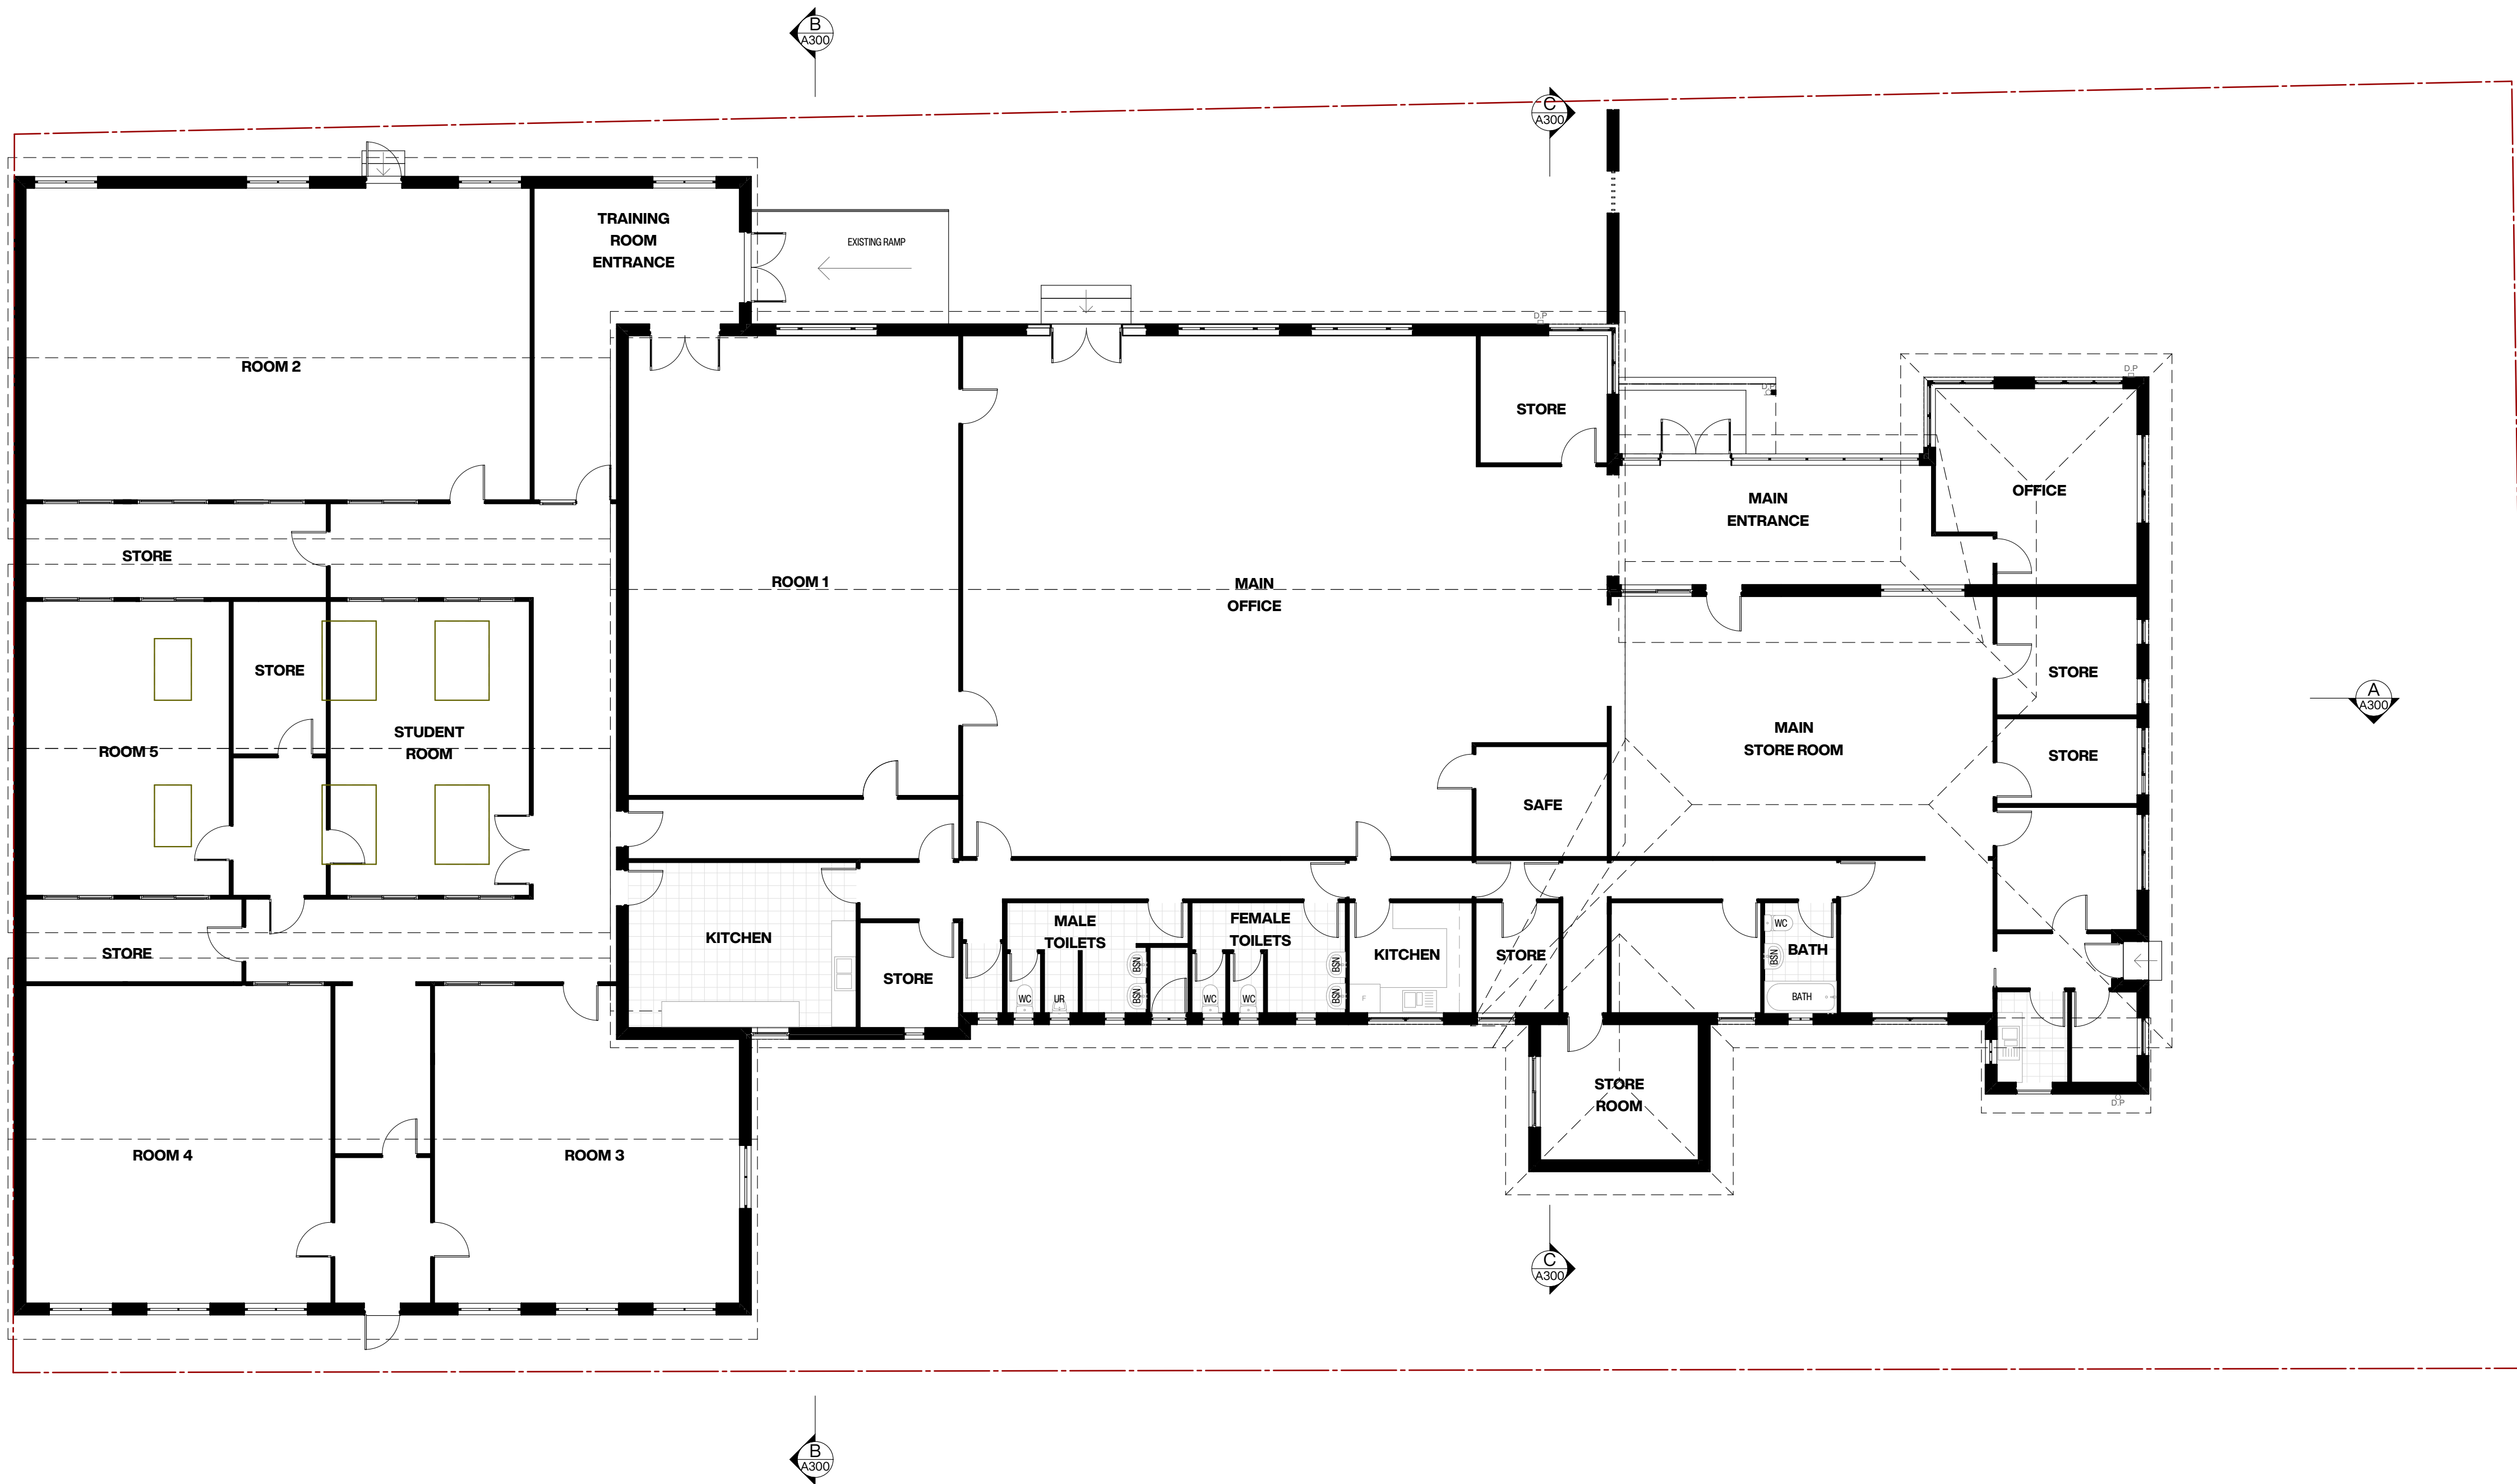 B
A300
C
A300
TRAINING
ROOM
ENTRANCE
EXISTING RAMP
D.P
ROOM 2
D.P
D.P
STORE
OFFICE
MAIN
ENTRANCE
STORE
ROOM 1
MAIN
OFFICE
STORE
STORE
A
A300
STUDENT
ROOM
ROOM 5
MAIN
STORE ROOM
STORE
SAFE
KITCHEN
MALE
TOILETS
FEMALE
TOILETS
WC
BATH
STORE
STORE
BSN
BSN
KITCHEN
STORE
BSN
WC
UR
BSN
WC
WC
BSN
F
BATH
STORE
ROOM
D.P
ROOM 4
ROOM 3
C
A300
B
A300